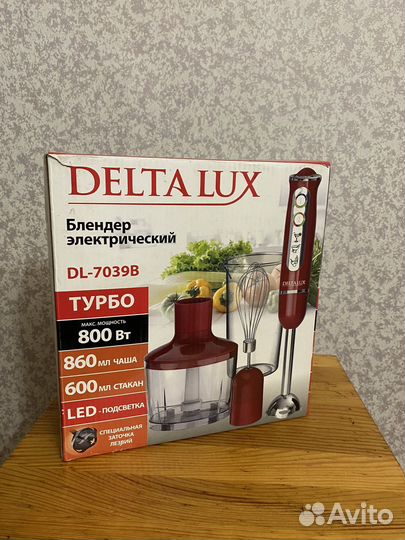 DELTA LUX
Блендер
электрический
DL-7039B
ТУРБО
МАКС. МОЩНОСТЬ
800 Вт
860 МЛ ЧАША
600 МЛ СТАКАН
LED - ПОДСВЕТКА
СПЕЦИАЛЬНАЯ
ЗАТОЧКА
ЛЕЗВИЙ
DELTA LUX
Avito